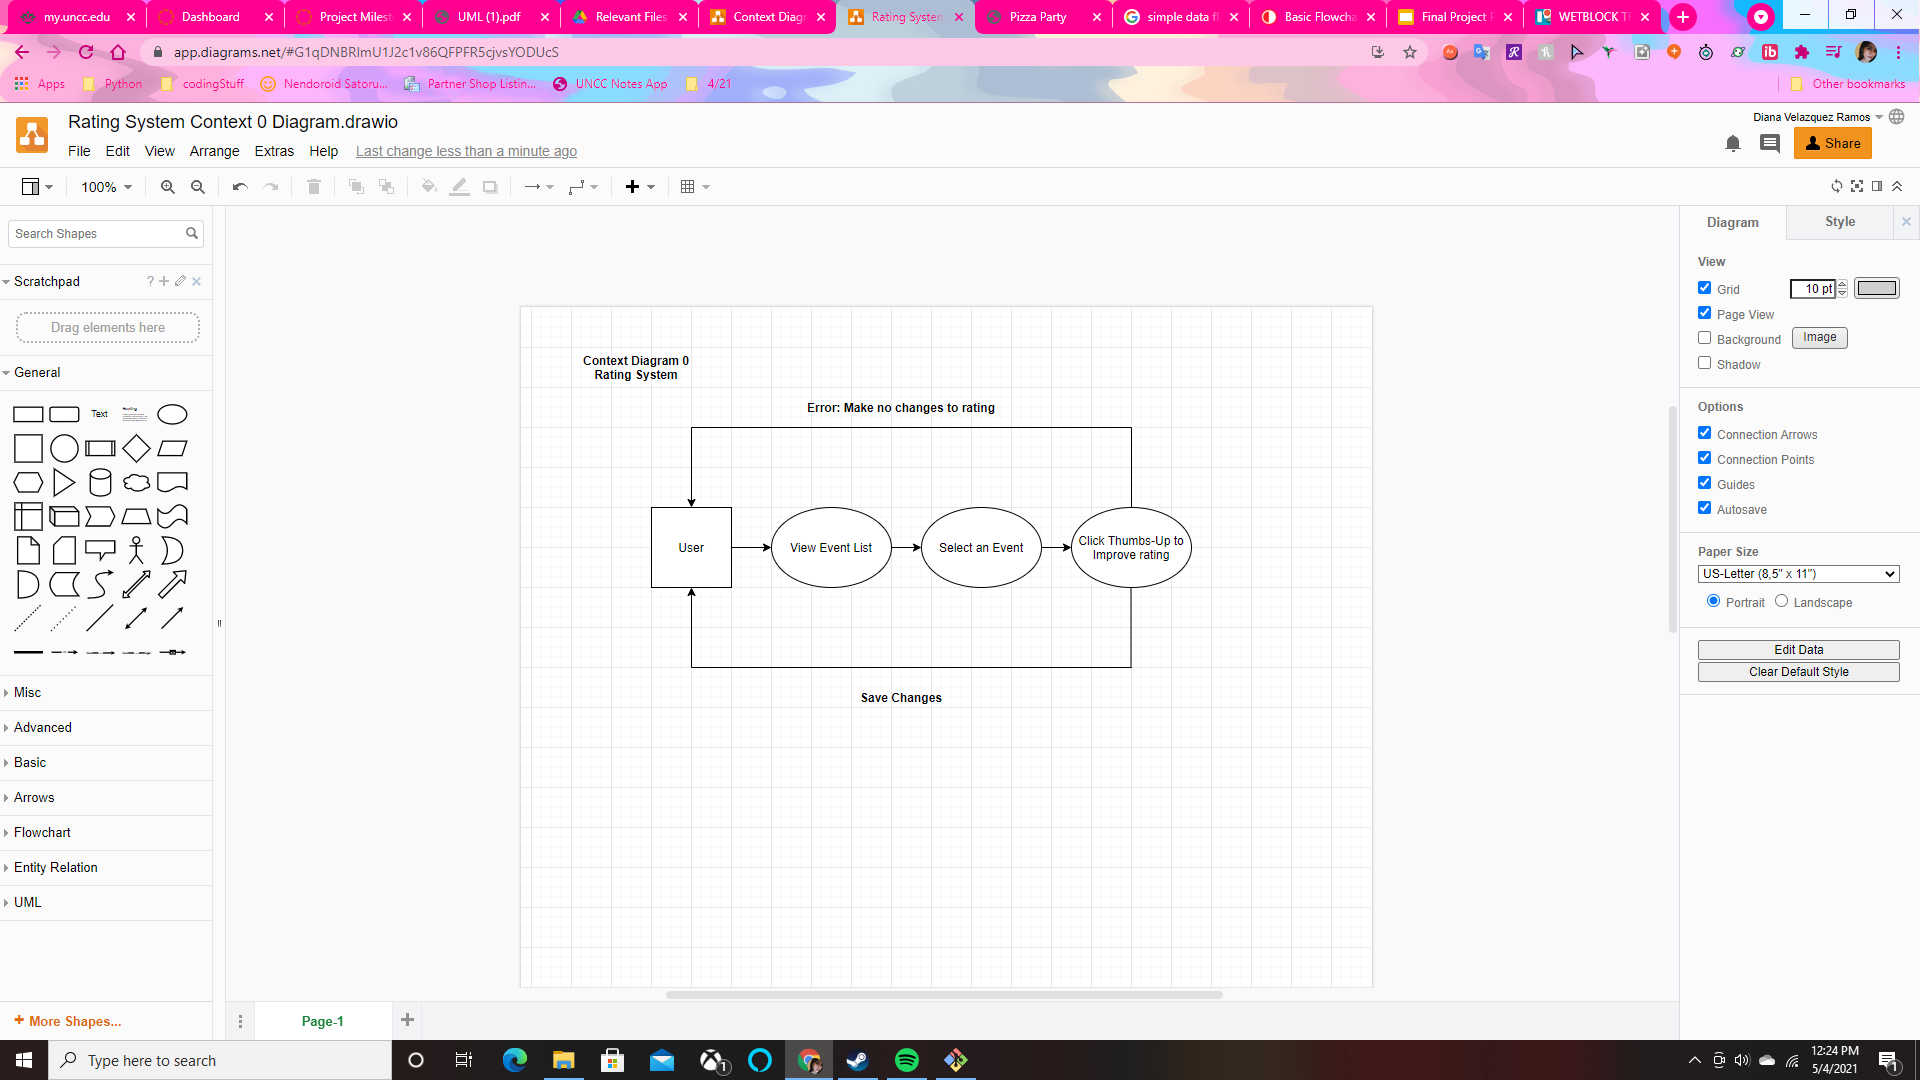 my.uncc.edu
Dashboard
Project Milest
UML (1).pdf
Relevant Files
Context Diagr
Rating System
Pizza Party
simple data fl
Basic Flowcha
Final Project P
WETBLOCK TR
app.diagrams.net/#G1qDNBRlmU1J2c1v86QFPFR5cjvsYODUcS
Apps
Python
codingStuff
Nendoroid Satoru...
Partner Shop Listin...
UNCC Notes App
4/21
Other bookmarks
Rating System Context 0 Diagram.drawio
Diana Velazquez Ramos
File
Edit
View
Arrange
Extras
Help
Last change less than a minute ago
Share
100%
Search Shapes
Scratchpad
?
Drag elements here
General
Text
Heading
Misc
Advanced
Basic
Arrows
Flowchart
Entity Relation
UML
More Shapes...
Context Diagram 0
Rating System
Error: Make no changes to rating
User
View Event List
Select an Event
Click Thumbs-Up to
Improve rating
Save Changes
Diagram
Style
View
Grid
10 pt
Page View
Background
Image
Shadow
Options
Connection Arrows
Connection Points
Guides
Autosave
Paper Size
US-Letter (8,5" x 11")
Portrait
Landscape
Edit Data
Clear Default Style
Page-1
Type here to search
1
12:24 PM
5/4/2021
1